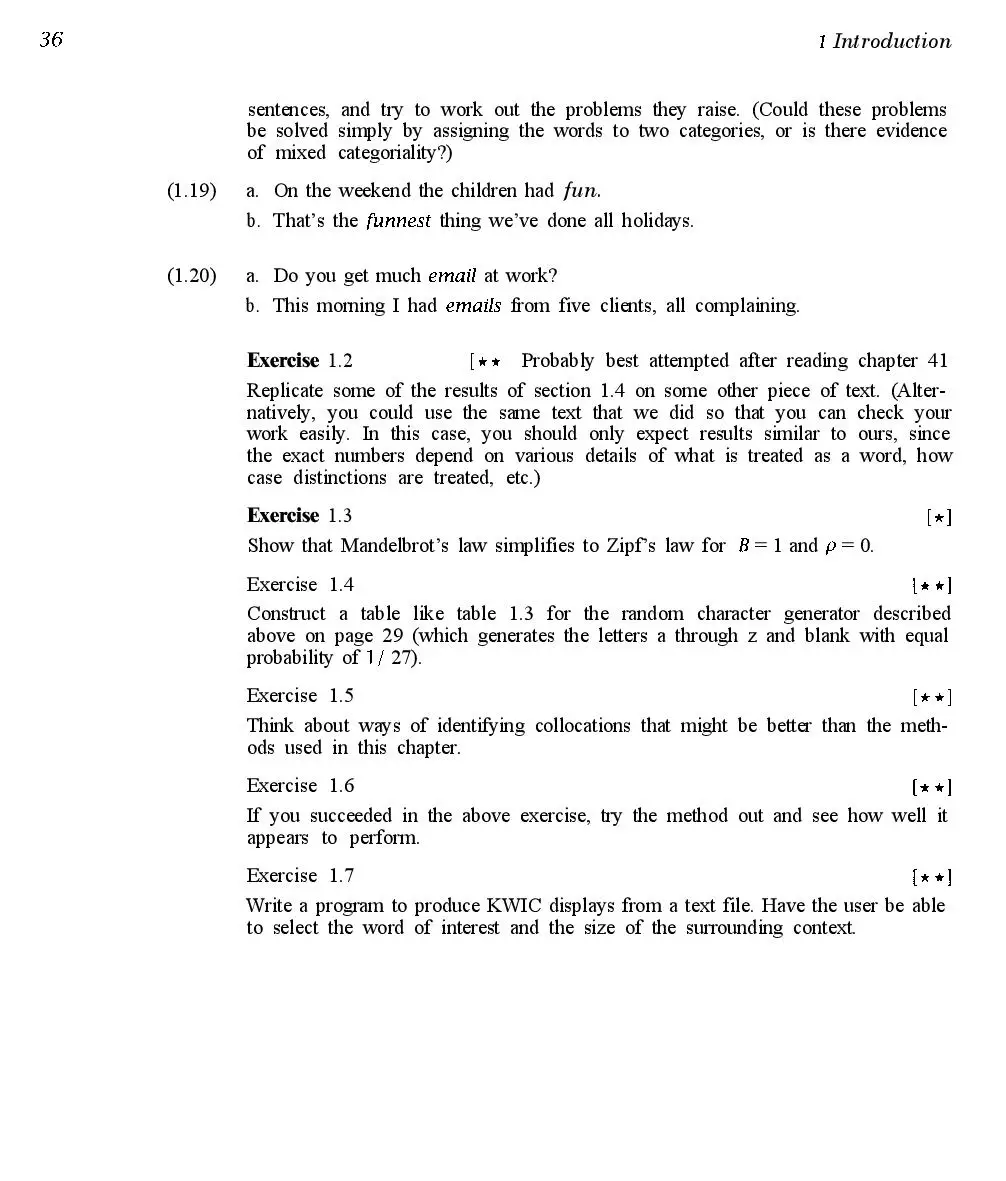 36
1 Introduction
sentences, and try to work out the problems they raise. (Could these problems
be solved simply by assigning the words to two categories, or is there evidence
of mixed categoriality?)
(1.19) a. On the weekend the children had fun.
b. That's the funnest thing we've done all holidays.
(1.20) a. Do you get much email at work?
b. This morning I had emails from five clients, all complaining.
Exercise 1.2 [★★ Probably best attempted after reading chapter 41
Replicate some of the results of section 1.4 on some other piece of text. (Alter-
natively, you could use the same text that we did so that you can check your
work easily. In this case, you should only expect results similar to ours, since
the exact numbers depend on various details of what is treated as a word, how
case distinctions are treated, etc.)
Exercise 1.3 [★]
Show that Mandelbrot's law simplifies to Zipf's law for B = 1 and ρ = 0.
Exercise 1.4 [★★]
Construct a table like table 1.3 for the random character generator described
above on page 29 (which generates the letters a through z and blank with equal
probability of 1/ 27).
Exercise 1.5 [★★]
Think about ways of identifying collocations that might be better than the meth-
ods used in this chapter.
Exercise 1.6 [★★]
If you succeeded in the above exercise, try the method out and see how well it
appears to perform.
Exercise 1.7 [★★]
Write a program to produce KWIC displays from a text file. Have the user be able
to select the word of interest and the size of the surrounding context.